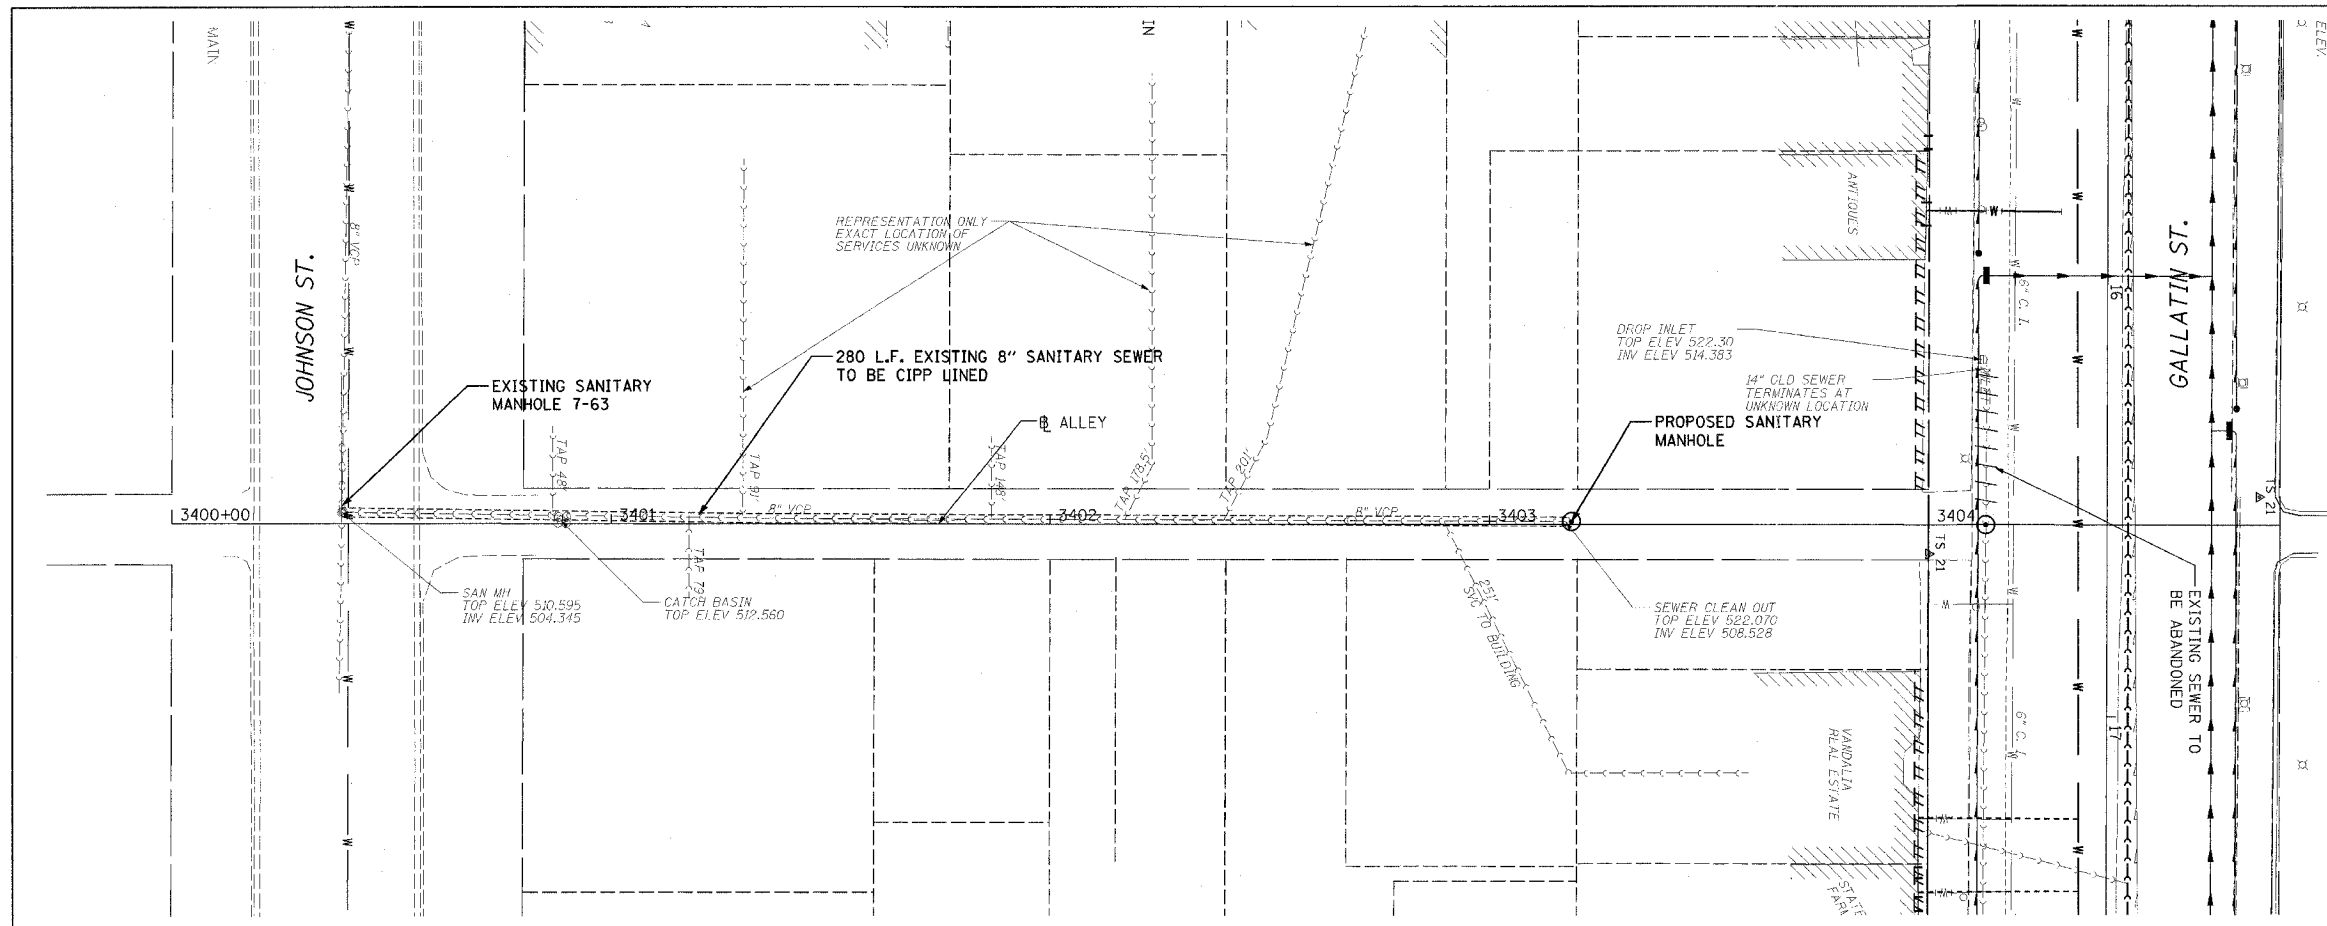 MAIN
IN
ELEV.
JOHNSON ST.
8" VCP
REPRESENTATION ONLY
EXACT LOCATION OF
SERVICES UNKNOWN
280 L.F. EXISTING 8" SANITARY SEWER
TO BE CIPP LINED
EXISTING SANITARY
MANHOLE 7-63
℄ ALLEY
ANTIQUES
DROP INLET
TOP ELEV 522.30
INV ELEV 514.383
14" OLD SEWER
TERMINATES AT
UNKNOWN LOCATION
PROPOSED SANITARY
MANHOLE
6" C. I.
16
GALLATIN ST.
TAP 48'
TAP 91'
TAP 148'
TAP 178.5'
TAP 201'
3400+00
3401
8" VCP
3402
8" VCP
3403
3404
TS 21
TS 21
TAP 79'
SAN MH
TOP ELEV 510.595
INV ELEV 504.345
CATCH BASIN
TOP ELEV 512.560
251'
SVC TO BUILDING
SEWER CLEAN OUT
TOP ELEV 522.070
INV ELEV 508.528
EXISTING SEWER TO
BE ABANDONED
VANDALIA
REAL ESTATE
6" C. I.
17
STATE
FARM